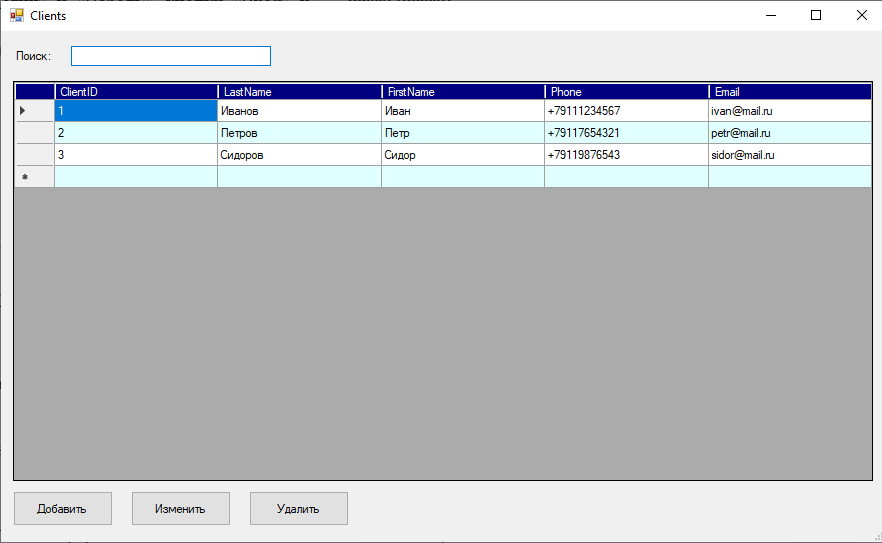 Clients
Поиск:
ClientID LastName FirstName Phone Email
1 Иванов Иван +79111234567 ivan@mail.ru
2 Петров Петр +79117654321 petr@mail.ru
3 Сидоров Сидор +79119876543 sidor@mail.ru
*
Добавить Изменить Удалить